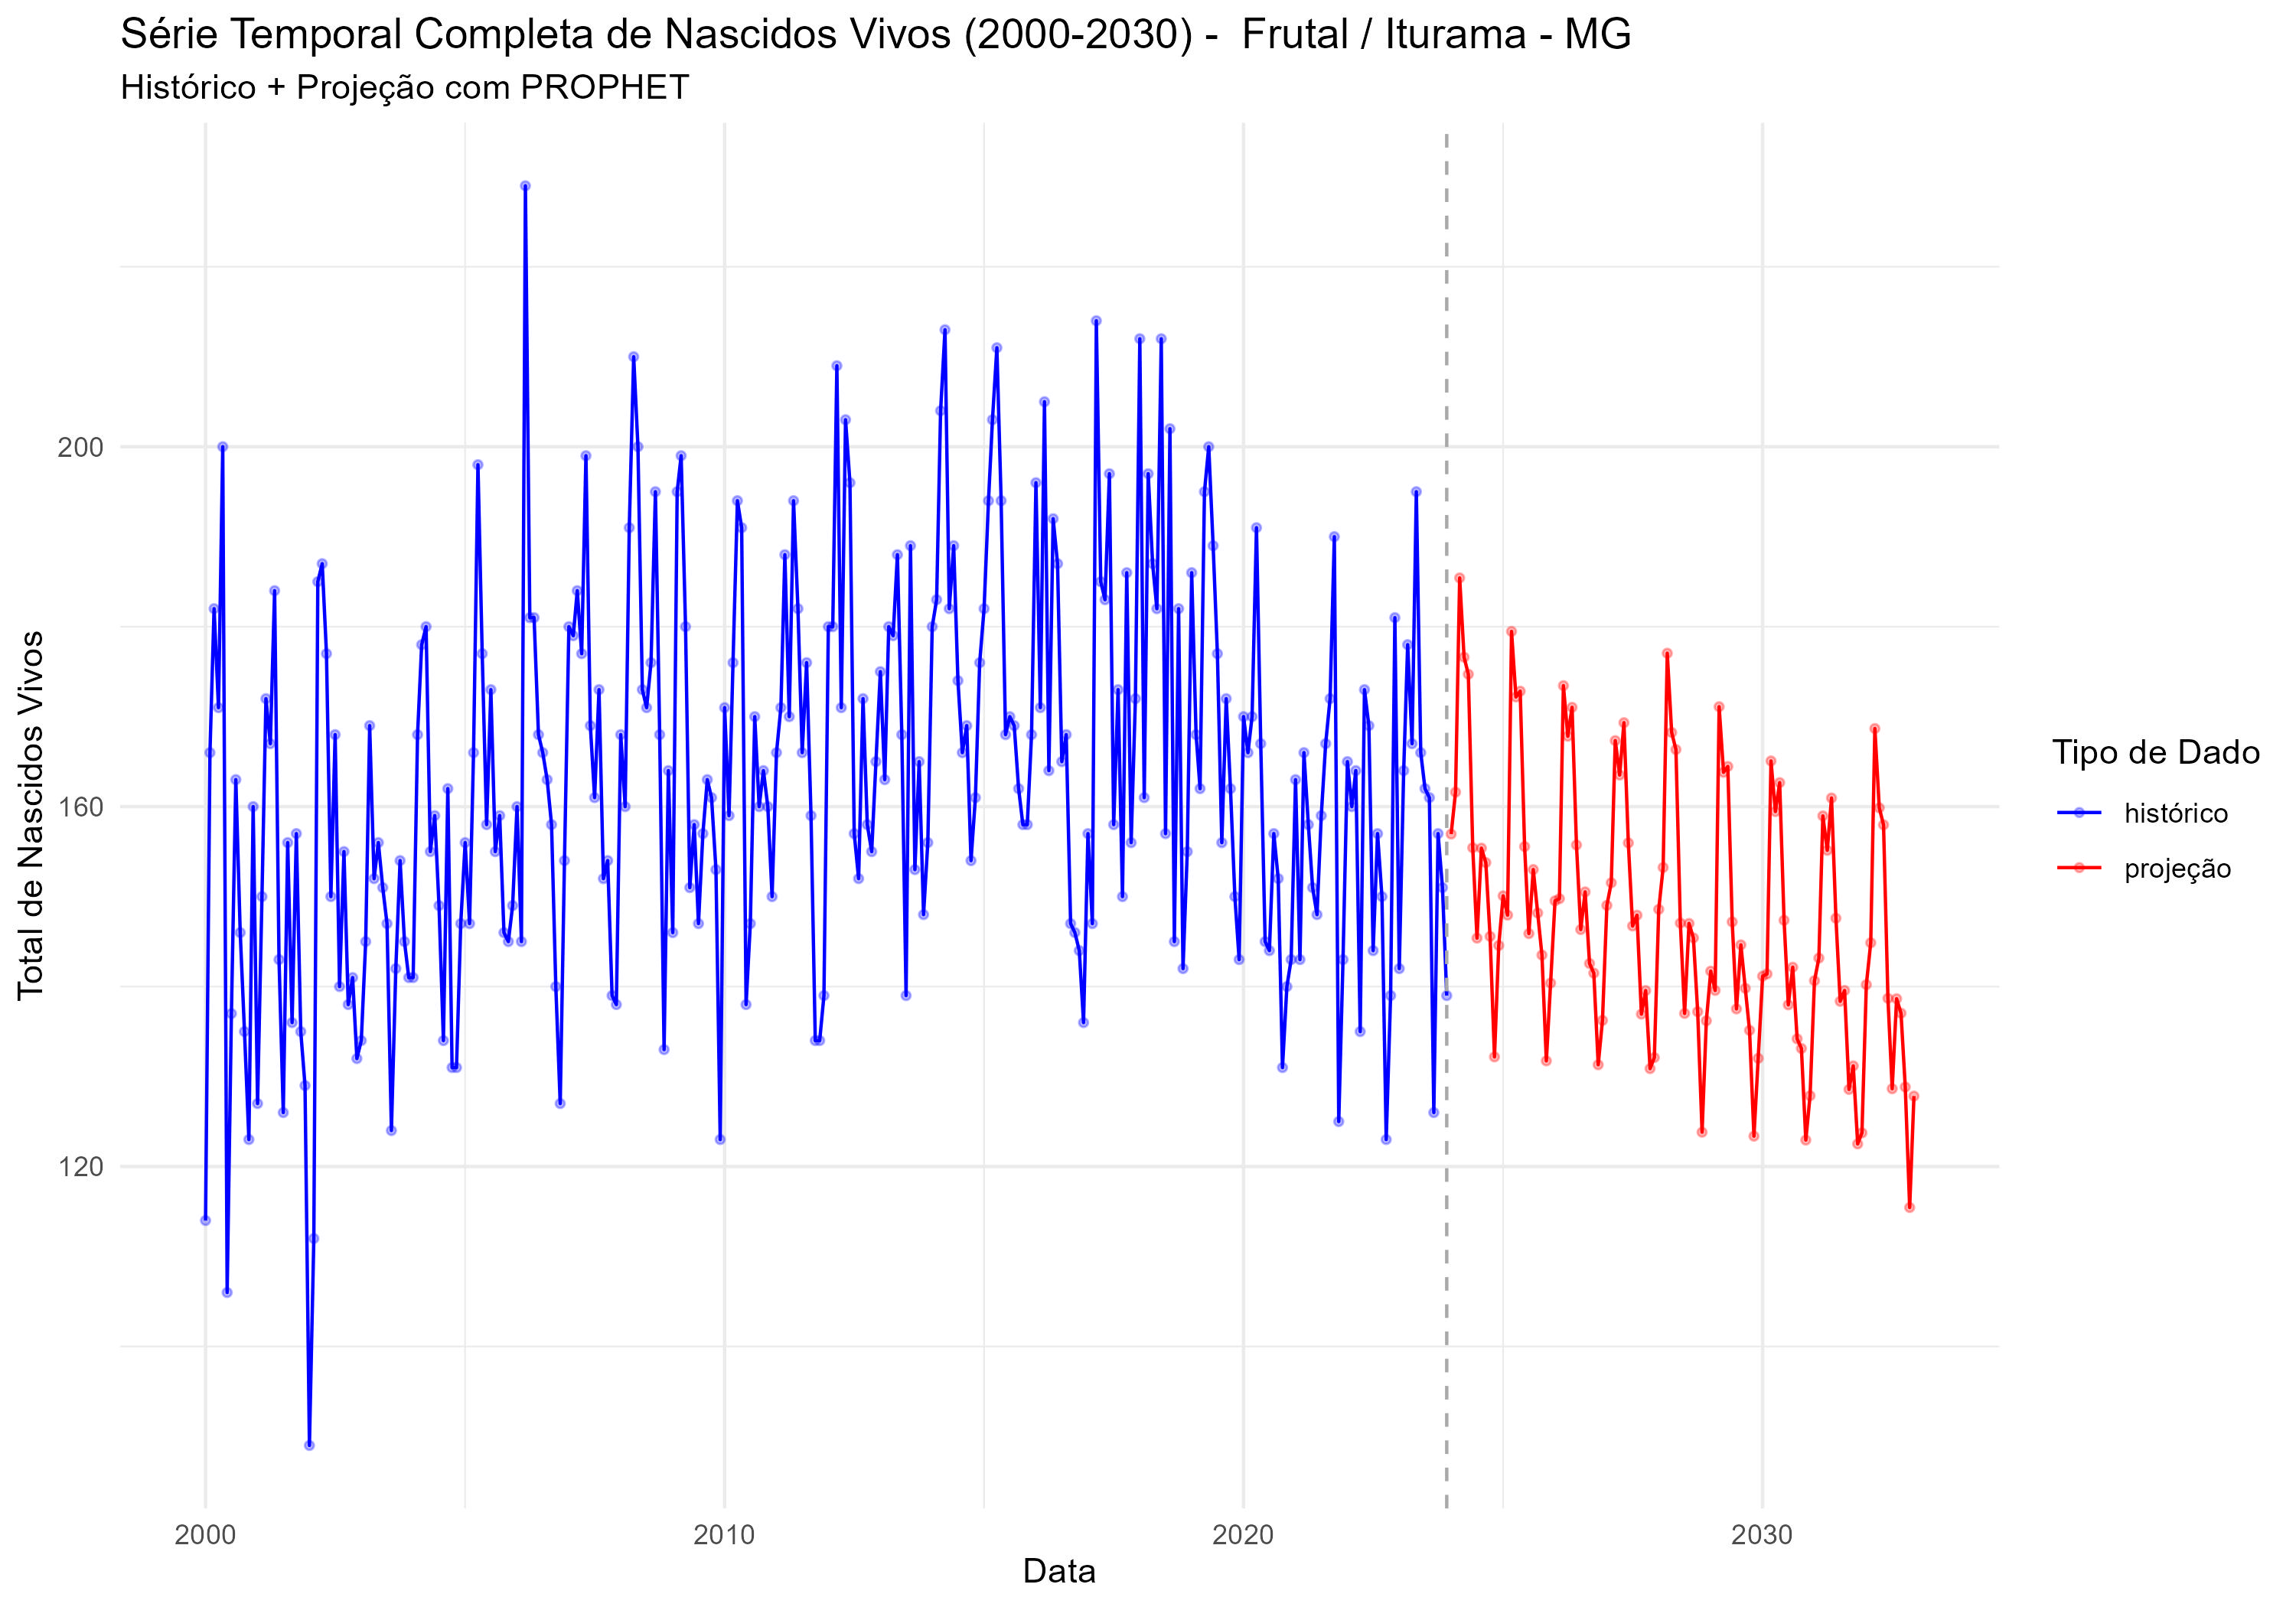 Série Temporal Completa de Nascidos Vivos (2000-2030) -  Frutal / Iturama - MG
Histórico + Projeção com PROPHET
Total de Nascidos Vivos
200
160
120
2000
2010
2020
2030
Data
Tipo de Dado
histórico
projeção